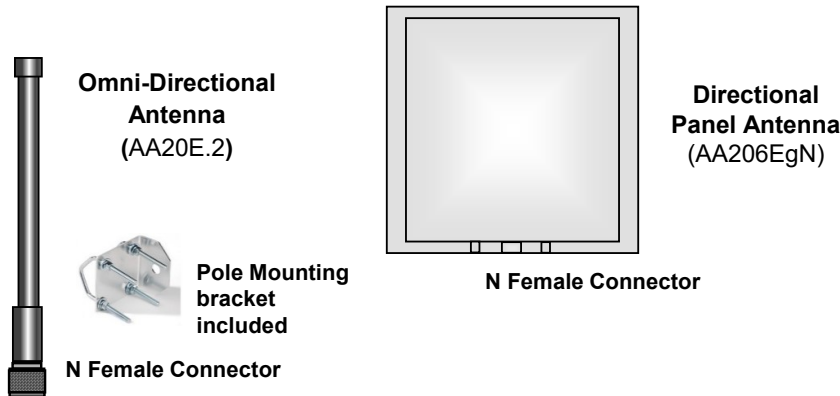 Omni-Directional
Antenna
(AA20E.2)
Pole Mounting
bracket
included
N Female Connector
Directional
Panel Antenna
(AA206EgN)
N Female Connector